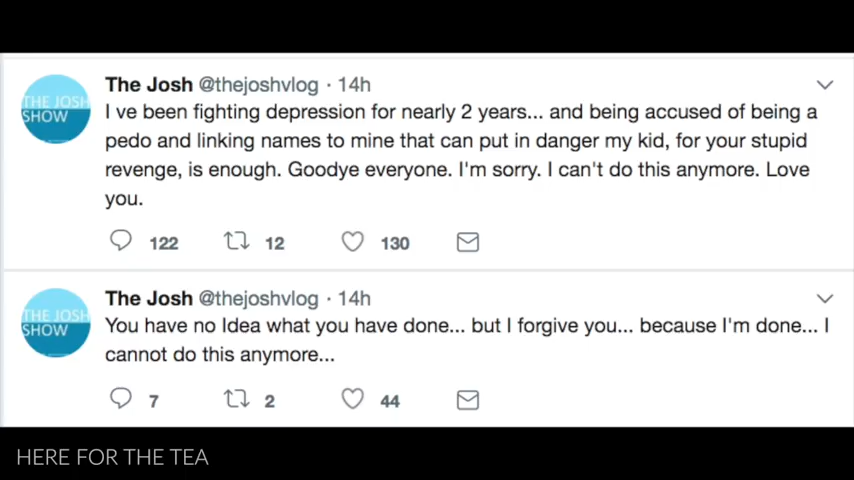 The Josh @thejoshvlog · 14h
I ve been fighting depression for nearly 2 years... and being accused of being a
pedo and linking names to mine that can put in danger my kid, for your stupid
revenge, is enough. Goodye everyone. I'm sorry. I can't do this anymore. Love
you.
122 12 130
THE JOSH
SHOW
The Josh @thejoshvlog · 14h
You have no Idea what you have done... but I forgive you... because I'm done... I
cannot do this anymore...
7 2 44
THE JOSH
SHOW
HERE FOR THE TEA